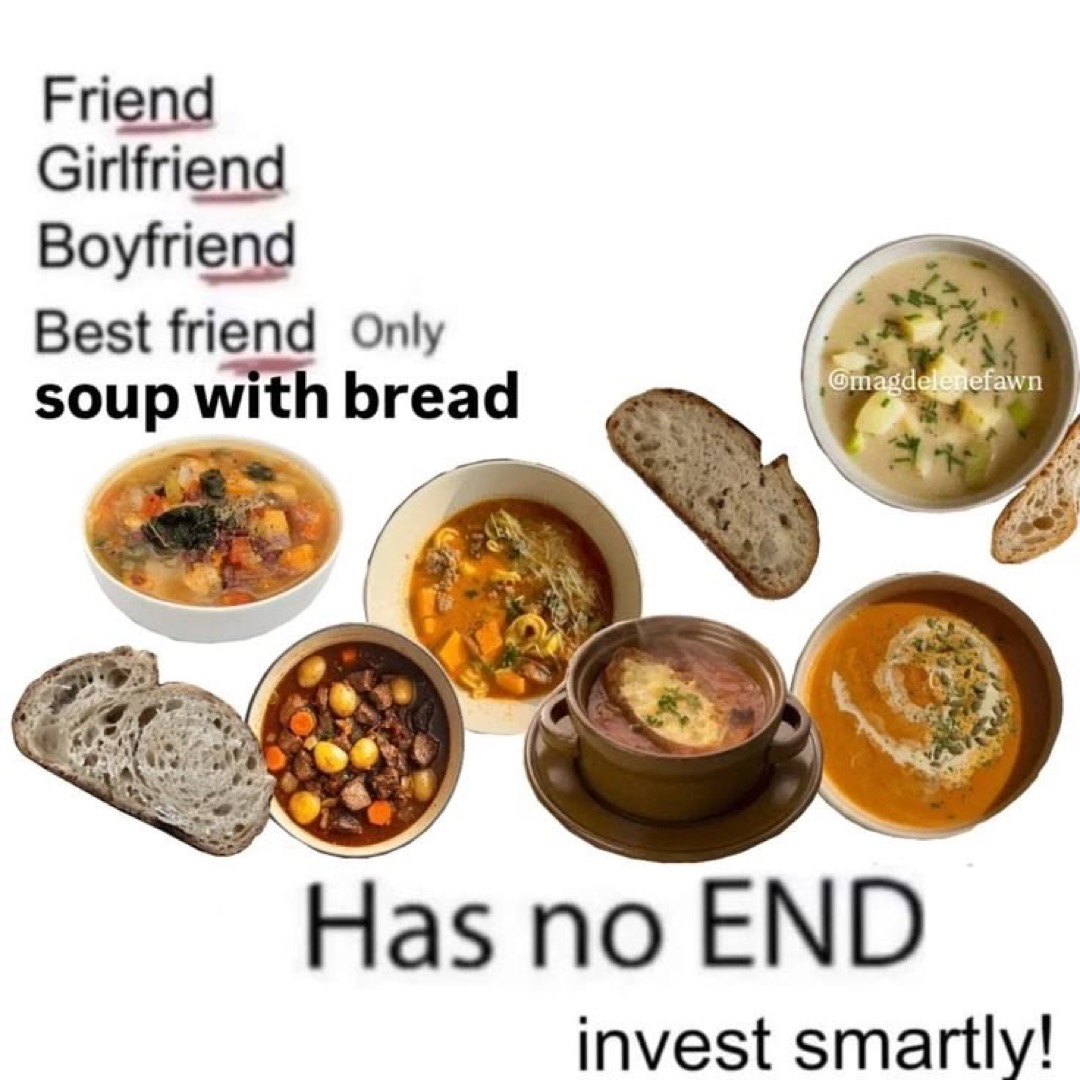 Friend
Girlfriend
Boyfriend
Best friend Only
soup with bread
@magdelenefawn
Has no END
invest smartly!